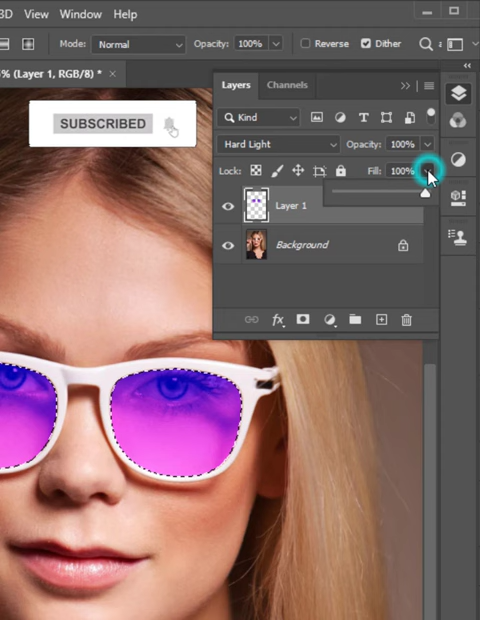 3D View Window Help
Mode: Normal Opacity: 100% Reverse Dither
% (Layer 1, RGB/8) * ×
Layers Channels
SUBSCRIBED
Kind
Hard Light Opacity: 100%
Lock: Fill: 100%
Layer 1
Background
fx